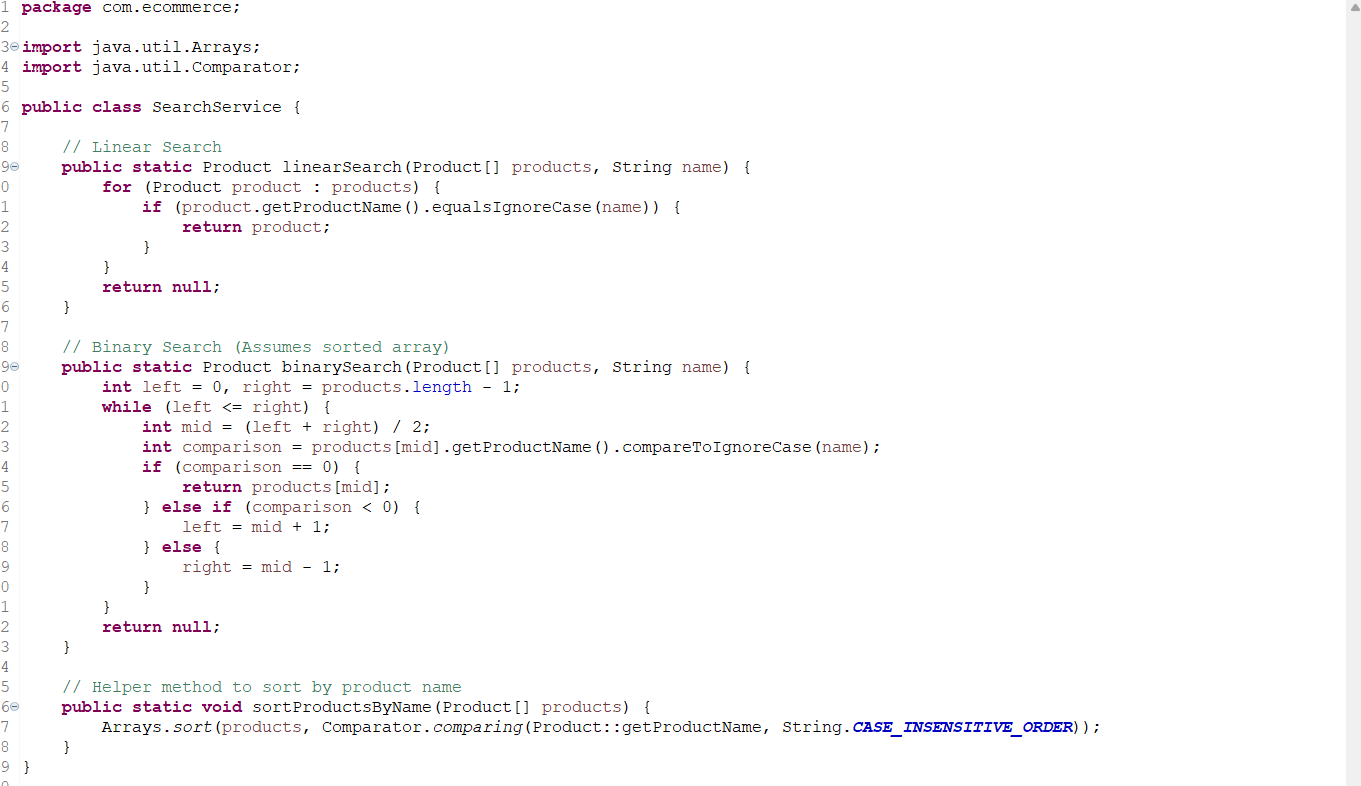 1 package com.ecommerce;
2
3 import java.util.Arrays;
4 import java.util.Comparator;
5
6 public class SearchService {
7
8     // Linear Search
9     public static Product linearSearch(Product[] products, String name) {
0         for (Product product : products) {
1             if (product.getProductName().equalsIgnoreCase(name)) {
2                 return product;
3             }
4         }
5         return null;
6     }
7
8     // Binary Search (Assumes sorted array)
9     public static Product binarySearch(Product[] products, String name) {
0         int left = 0, right = products.length - 1;
1         while (left <= right) {
2             int mid = (left + right) / 2;
3             int comparison = products[mid].getProductName().compareToIgnoreCase(name);
4             if (comparison == 0) {
5                 return products[mid];
6             } else if (comparison < 0) {
7                 left = mid + 1;
8             } else {
9                 right = mid - 1;
0             }
1         }
2         return null;
3     }
4
5     // Helper method to sort by product name
6     public static void sortProductsByName(Product[] products) {
7         Arrays.sort(products, Comparator.comparing(Product::getProductName, String.CASE_INSENSITIVE_ORDER));
8     }
9 }